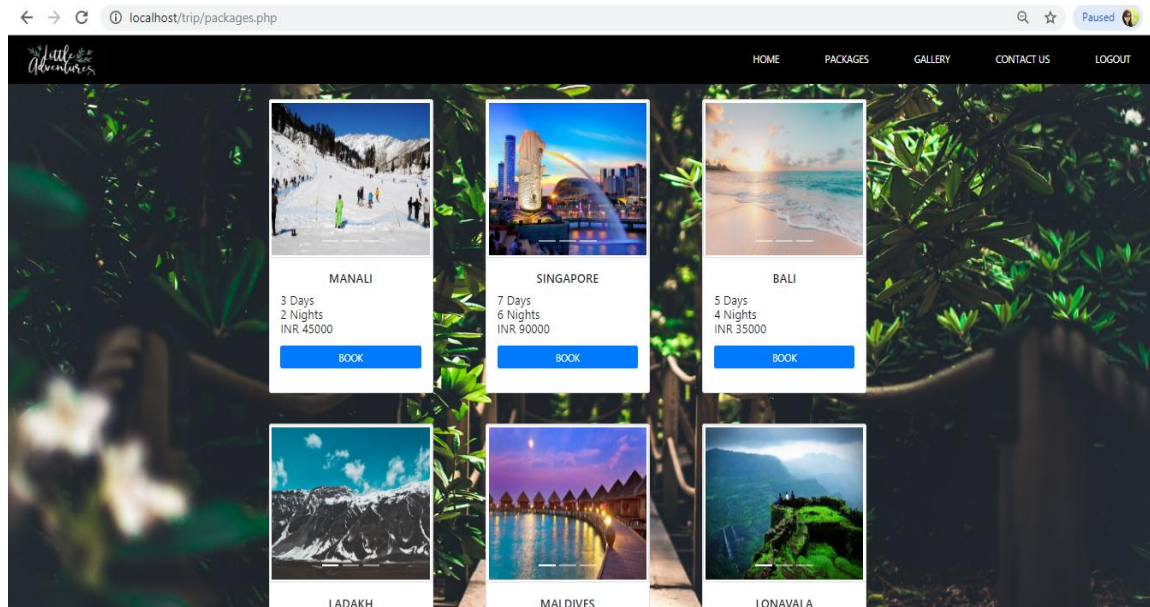 localhost/trip/packages.php
Paused
Little
Adventures
HOME PACKAGES GALLERY CONTACT US LOGOUT
MANALI
3 Days
2 Nights
INR 45000
BOOK
SINGAPORE
7 Days
6 Nights
INR 90000
BOOK
BALI
5 Days
4 Nights
INR 35000
BOOK
LADAKH
MALDIVES
LONAVALA